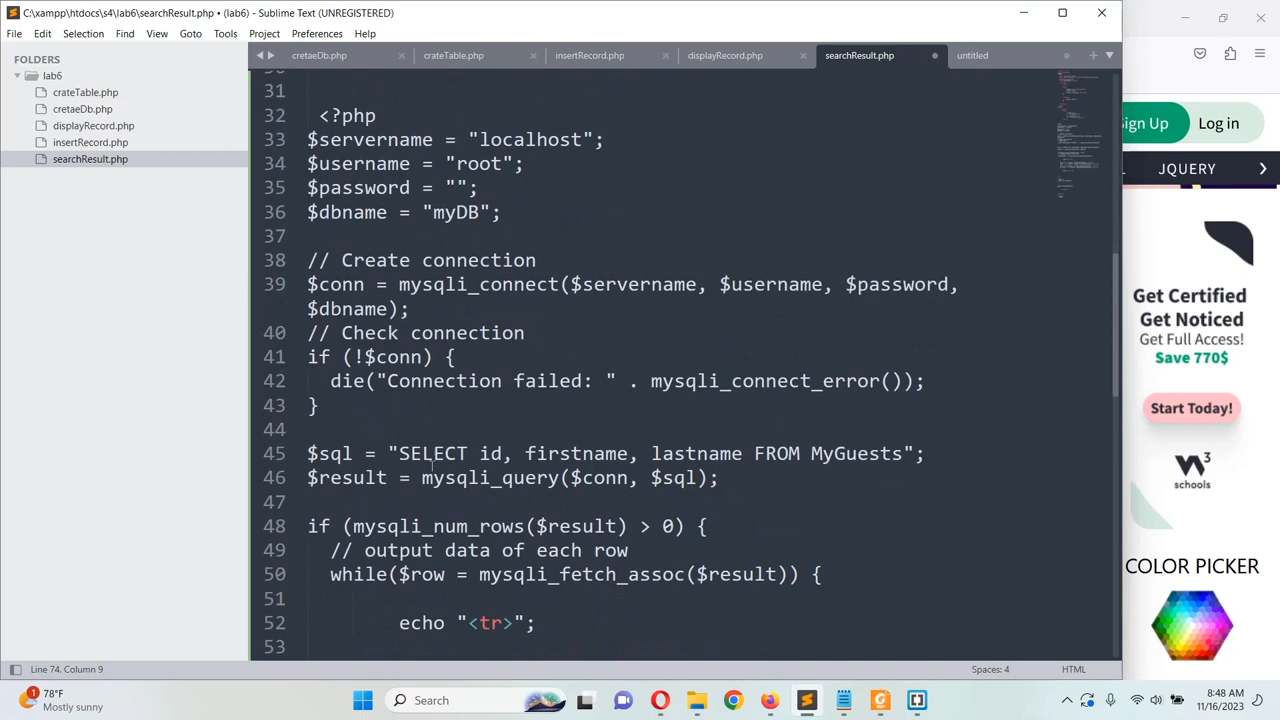 C:\xampp\htdocs\s4\lab6\searchResult.php • (lab6) - Sublime Text (UNREGISTERED)
File Edit Selection Find View Goto Tools Project Preferences Help
FOLDERS
lab6
crateTable.php
cretaeDb.php
displayRecord.php
insertRecord.php
searchResult.php
cretaeDb.php crateTable.php insertRecord.php displayRecord.php searchResult.php untitled
31
32 <?php
33 $servername = "localhost";
34 $username = "root";
35 $password = "";
36 $dbname = "myDB";
37
38 // Create connection
39 $conn = mysqli_connect($servername, $username, $password,
$dbname);
40 // Check connection
41 if (!$conn) {
42 die("Connection failed: " . mysqli_connect_error());
43 }
44
45 $sql = "SELECT id, firstname, lastname FROM MyGuests";
46 $result = mysqli_query($conn, $sql);
47
48 if (mysqli_num_rows($result) > 0) {
49 // output data of each row
50 while($row = mysqli_fetch_assoc($result)) {
51
52 echo "<tr>";
53
Line 74, Column 9
Spaces: 4
HTML
Sign Up
Log in
JQUERY
Get Certified
Get Noticed
Get Full Access!
Save 770$
Start Today!
W3
schools
COLOR PICKER
1
78°F
Mostly sunny
Search
8:48 AM
11/16/2023